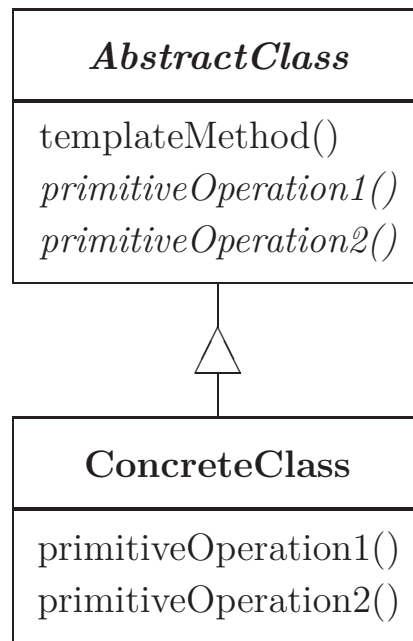 AbstractClass
templateMethod()
primitiveOperation1()
primitiveOperation2()
ConcreteClass
primitiveOperation1()
primitiveOperation2()